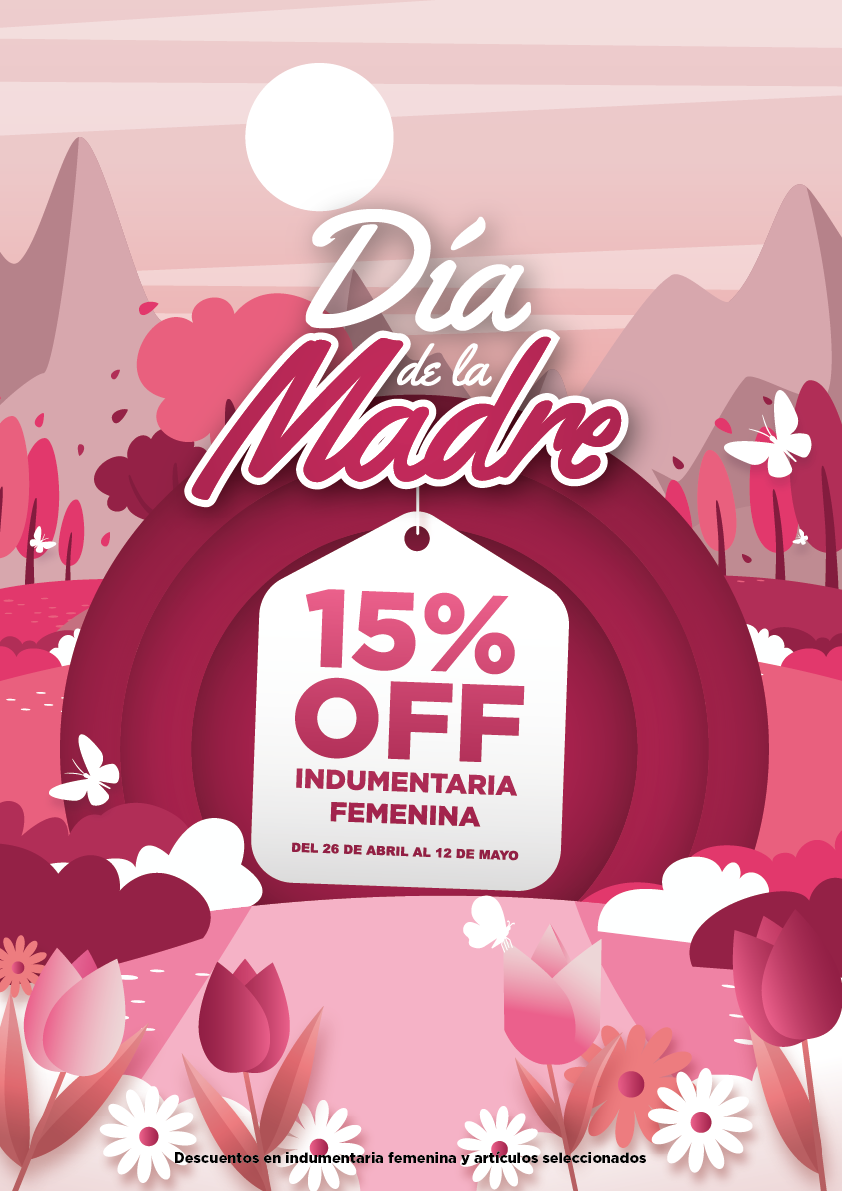 Día
de la
Madre
15%
OFF
INDUMENTARIA
FEMENINA
DEL 26 DE ABRIL AL 12 DE MAYO
Descuentos en indumentaria femenina y artículos seleccionados